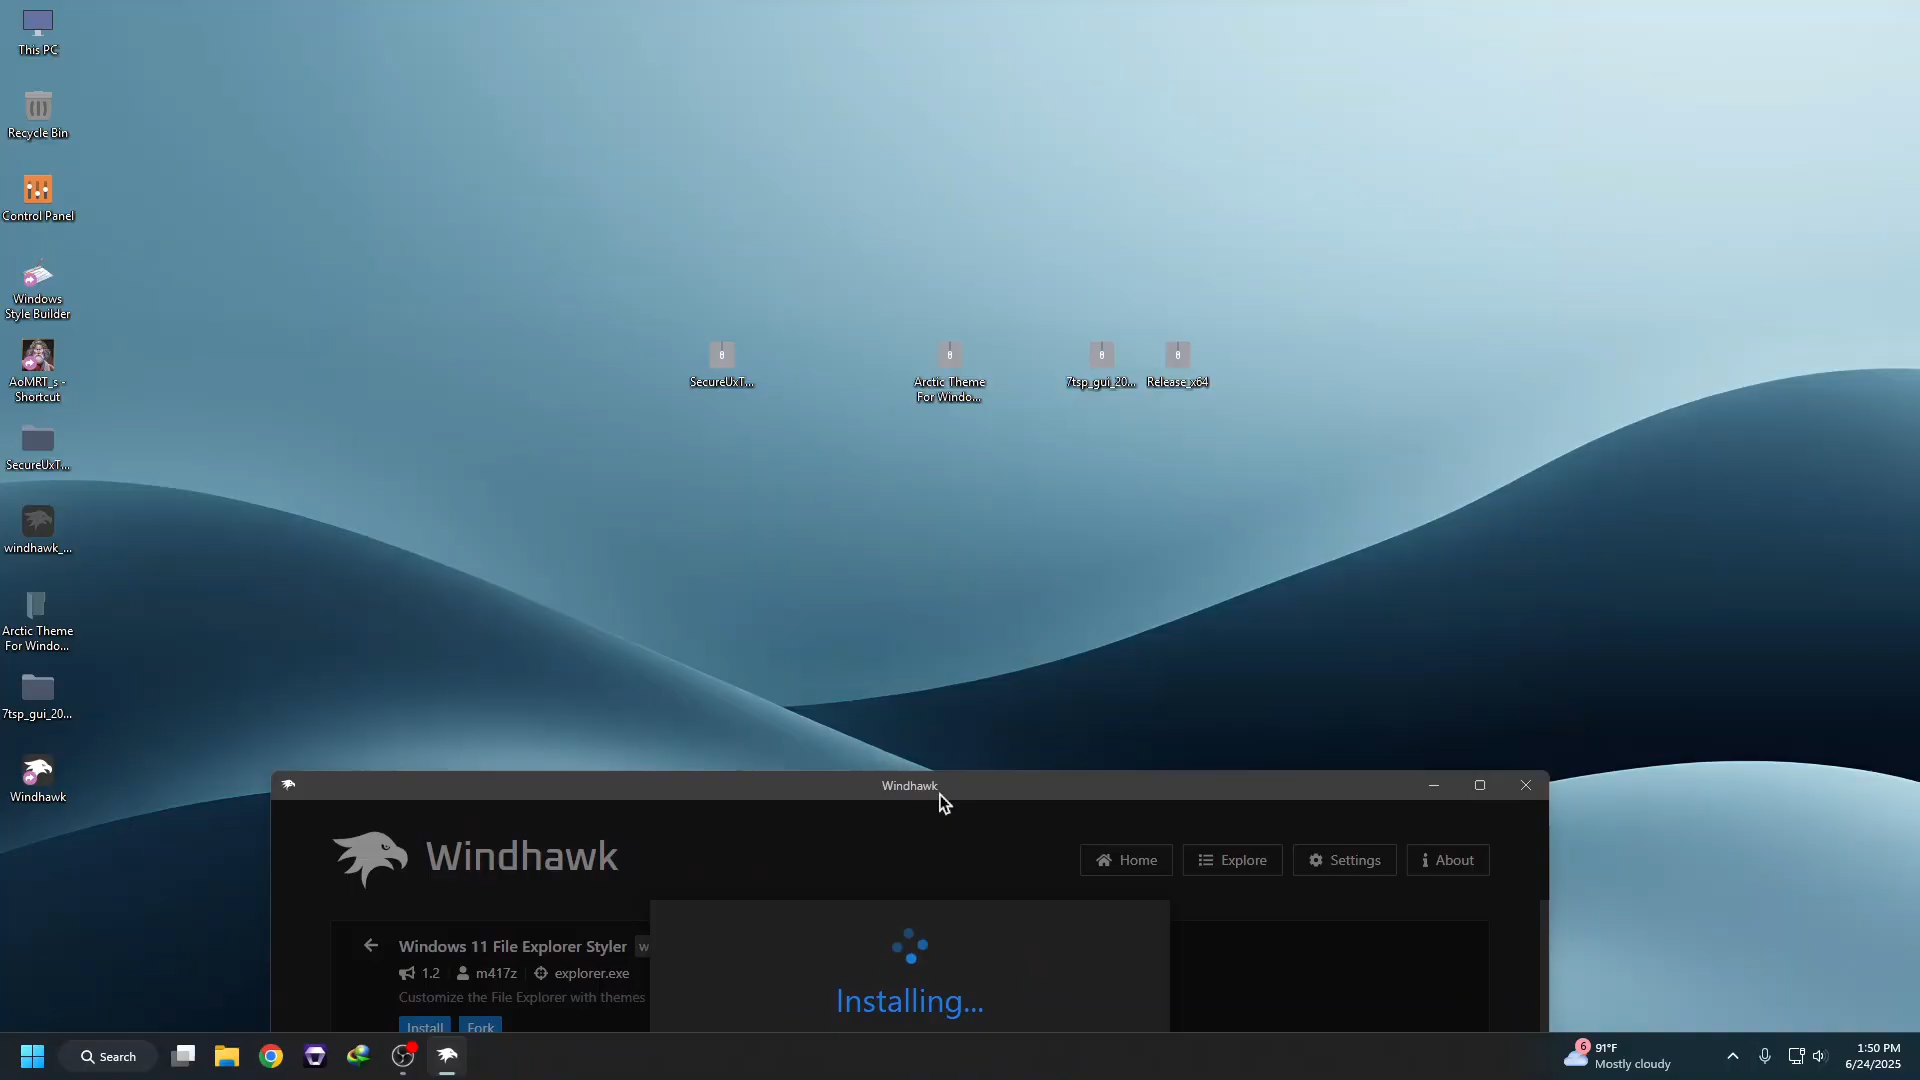 This PC
Recycle Bin
Control Panel
Windows
Style Builder
AoMRT_s -
Shortcut
SecureUxT...
windhawk_...
Arctic Theme
For Windo...
7tsp_gui_20...
Windhawk
SecureUxT...
Arctic Theme
For Windo...
7tsp_gui_20...
Release_x64
Windhawk
Windhawk
Home
Explore
Settings
About
Windows 11 File Explorer Styler w
1.2 m417z explorer.exe
Customize the File Explorer with themes
Install Fork
Installing...
Search
6
91°F
Mostly cloudy
1:50 PM
6/24/2025